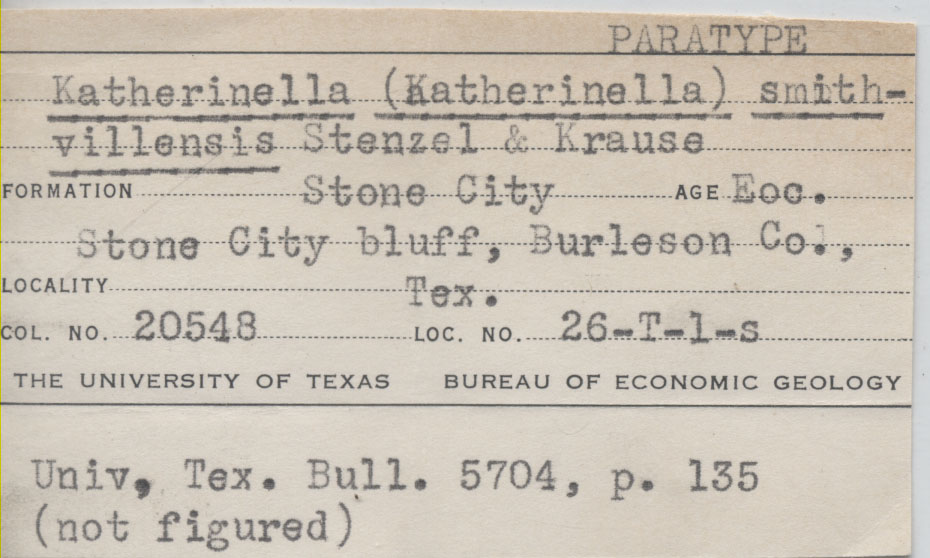 PARATYPE
Katherinella (Katherinella) smith-
villensis Stenzel & Krause
FORMATION Stone City AGE Eoc.
Stone City bluff, Burleson Co.,
LOCALITY Tex.
COL. NO. 20548 LOC. NO. 26-T-1-s
THE UNIVERSITY OF TEXAS BUREAU OF ECONOMIC GEOLOGY
Univ, Tex. Bull. 5704, p. 135
(not figured)